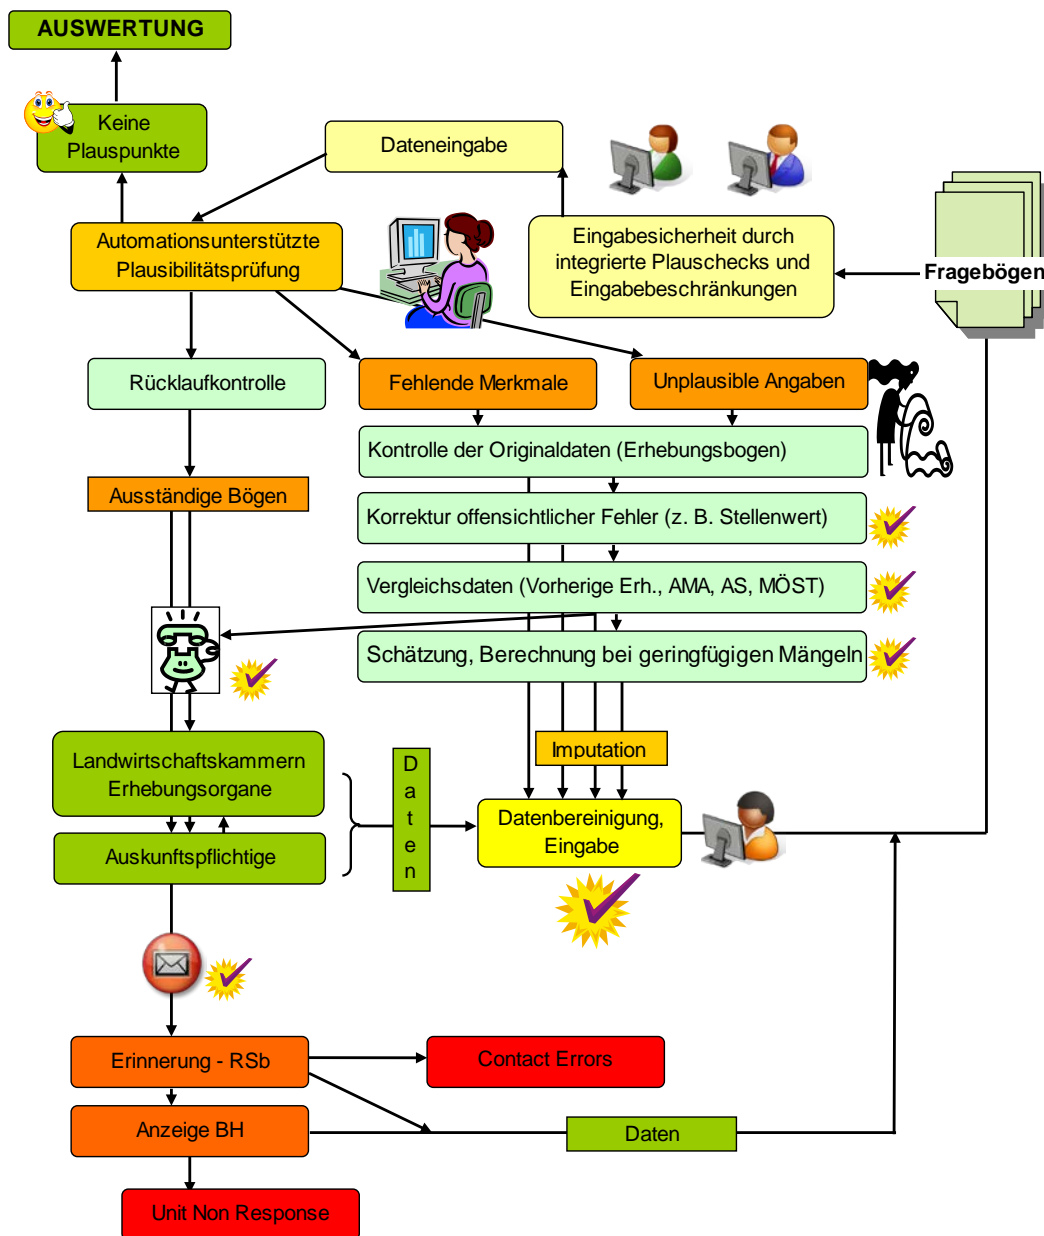 AUSWERTUNG
Keine
Plauspunkte
Dateneingabe
Automationsunterstützte
Plausibilitätsprüfung
Eingabesicherheit durch
integrierte Plauschecks und
Eingabebeschränkungen
Fragebögen
Rücklaufkontrolle
Fehlende Merkmale
Unplausible Angaben
Kontrolle der Originaldaten (Erhebungsbogen)
Ausständige Bögen
Korrektur offensichtlicher Fehler (z. B. Stellenwert)
Vergleichsdaten (Vorherige Erh., AMA, AS, MÖST)
Schätzung, Berechnung bei geringfügigen Mängeln
Landwirtschaftskammern
Erhebungsorgane
Auskunftspflichtige
D
a
t
e
n
Imputation
Datenbereinigung,
Eingabe
Erinnerung - RSb
Contact Errors
Anzeige BH
Daten
Unit Non Response